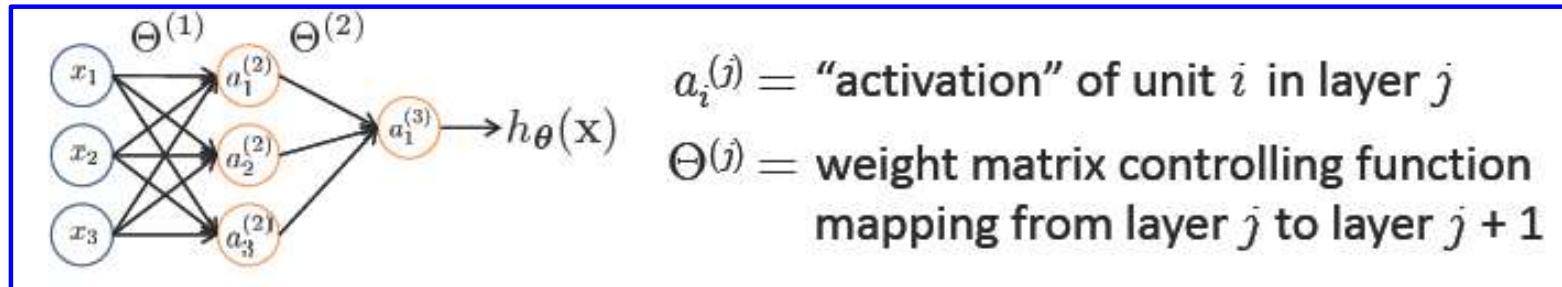 Θ(1) Θ(2)
x1 a1(2)
x2 a2(2) a1(3) hθ(x)
x3 a3(2)
ai(j) = "activation" of unit i in layer j
Θ(j) = weight matrix controlling function
mapping from layer j to layer j + 1